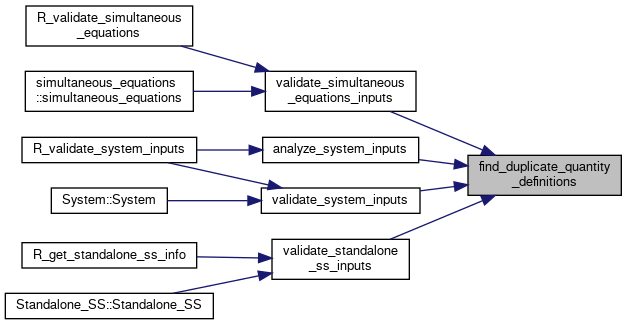 R_validate_simultaneous
_equations
simultaneous_equations
::simultaneous_equations
validate_simultaneous
_equations_inputs
R_validate_system_inputs
analyze_system_inputs
System::System
validate_system_inputs
find_duplicate_quantity
_definitions
R_get_standalone_ss_info
validate_standalone
_ss_inputs
Standalone_SS::Standalone_SS